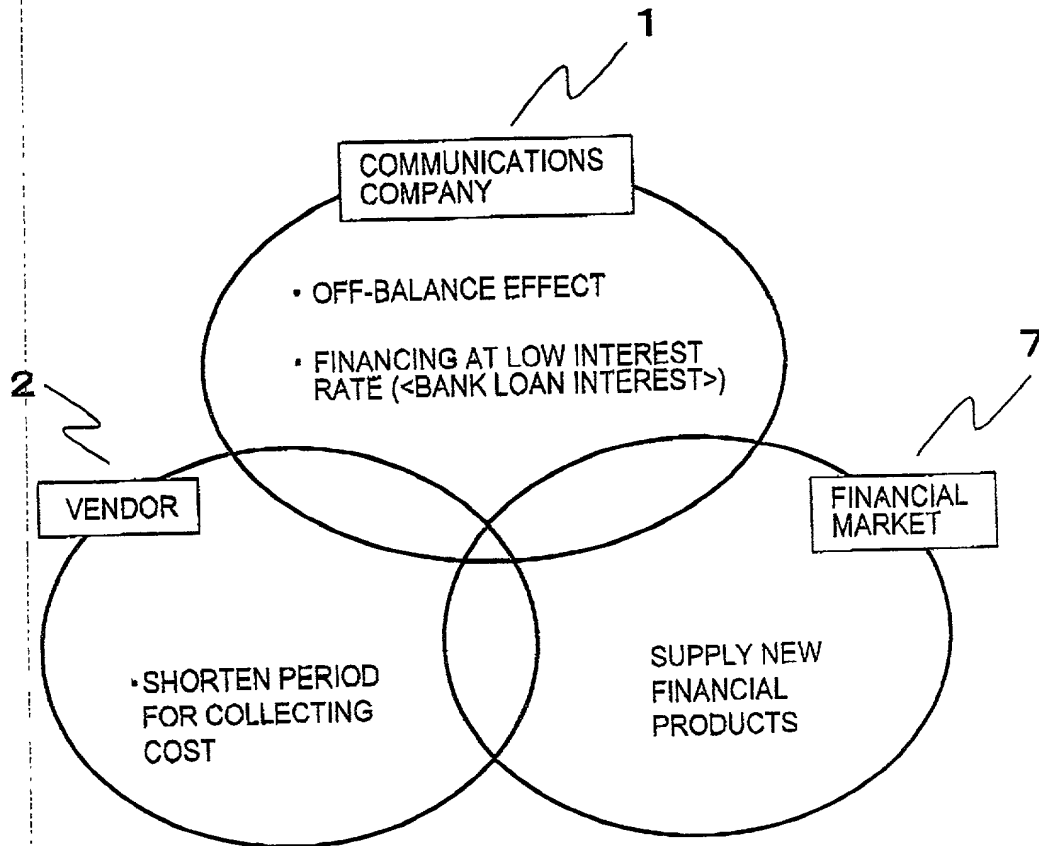 1
COMMUNICATIONS
COMPANY
・OFF-BALANCE EFFECT
・FINANCING AT LOW INTEREST
RATE (<BANK LOAN INTEREST>)
7
2
VENDOR
FINANCIAL
MARKET
・SHORTEN PERIOD
FOR COLLECTING
COST
SUPPLY NEW
FINANCIAL
PRODUCTS